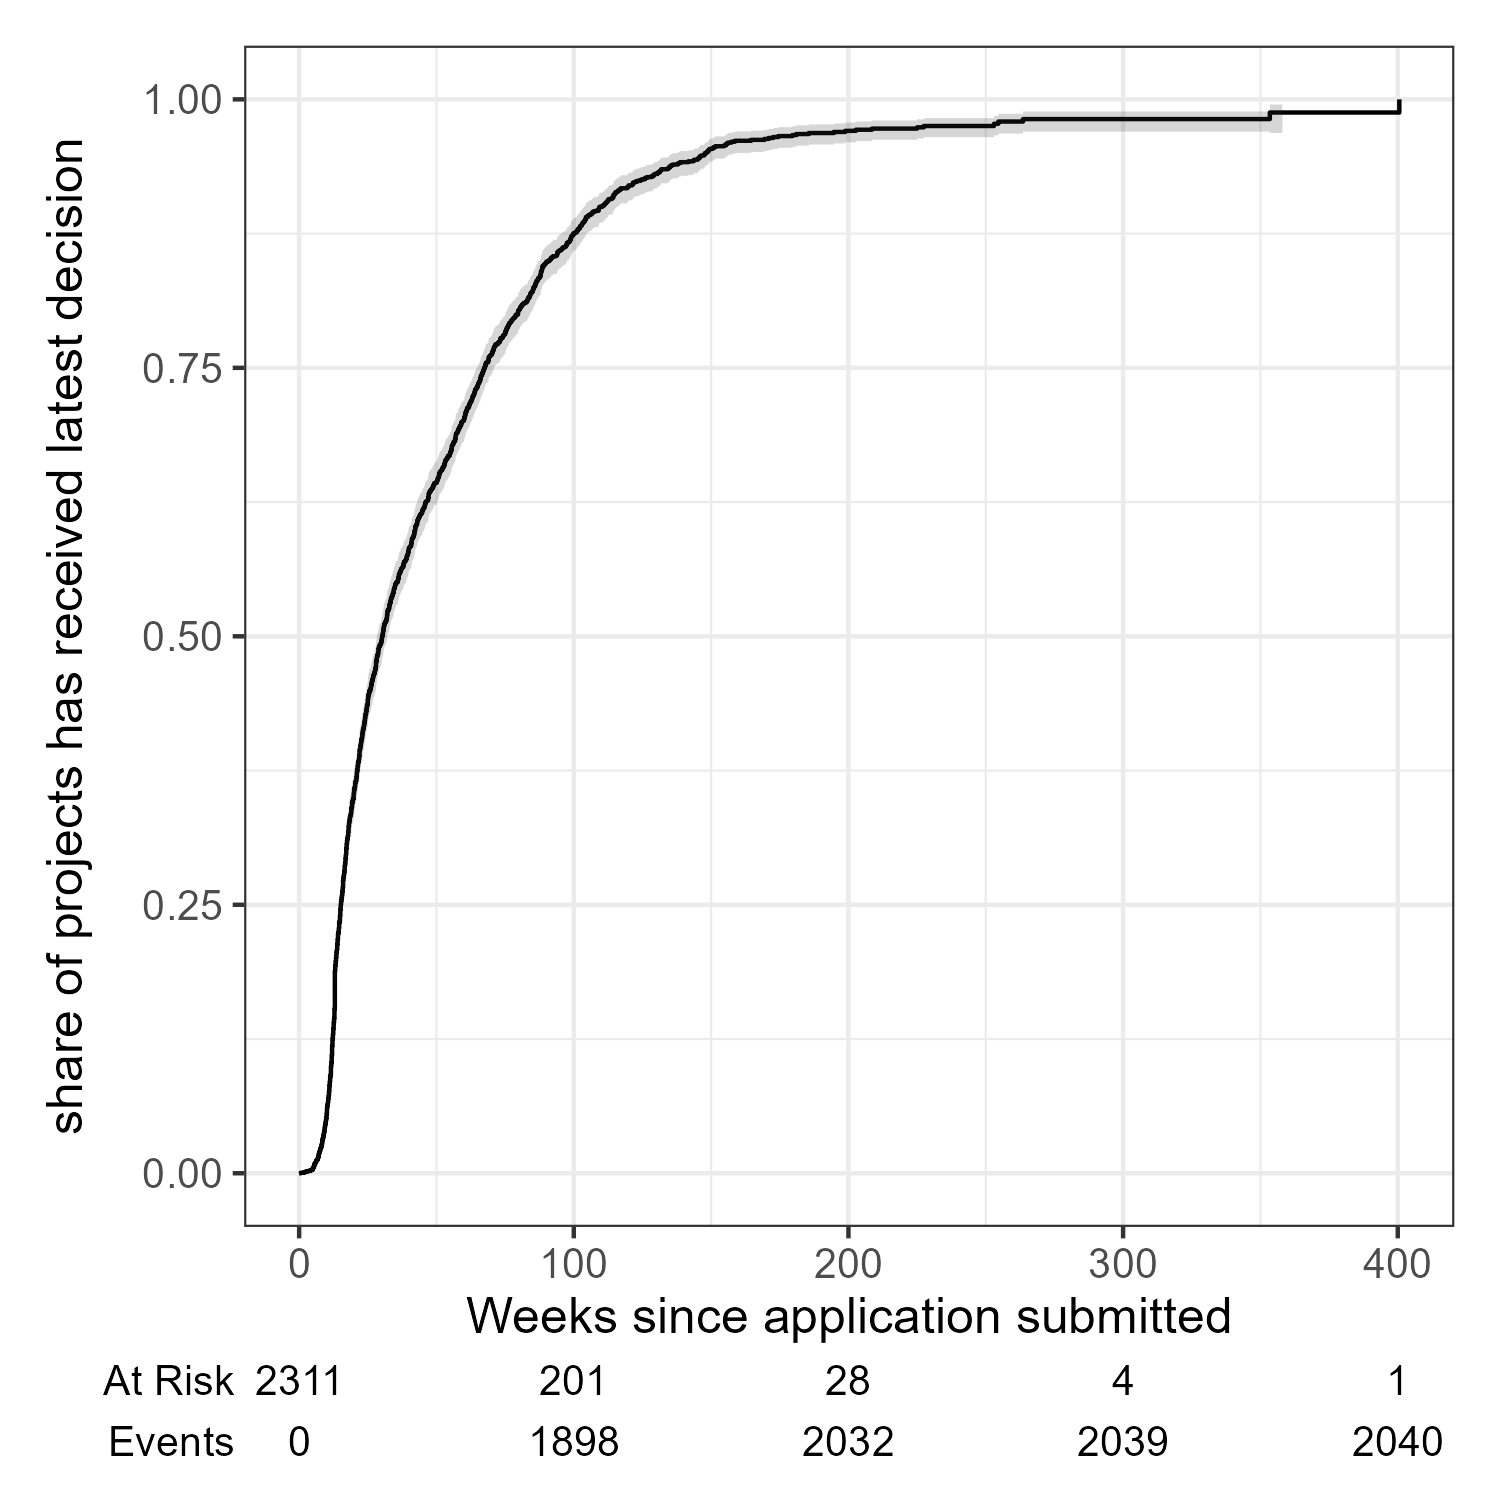 share of projects has received latest decision
1.00
0.75
0.50
0.25
0.00
0 100 200 300 400
Weeks since application submitted
At Risk 2311 201 28 4 1
Events 0 1898 2032 2039 2040